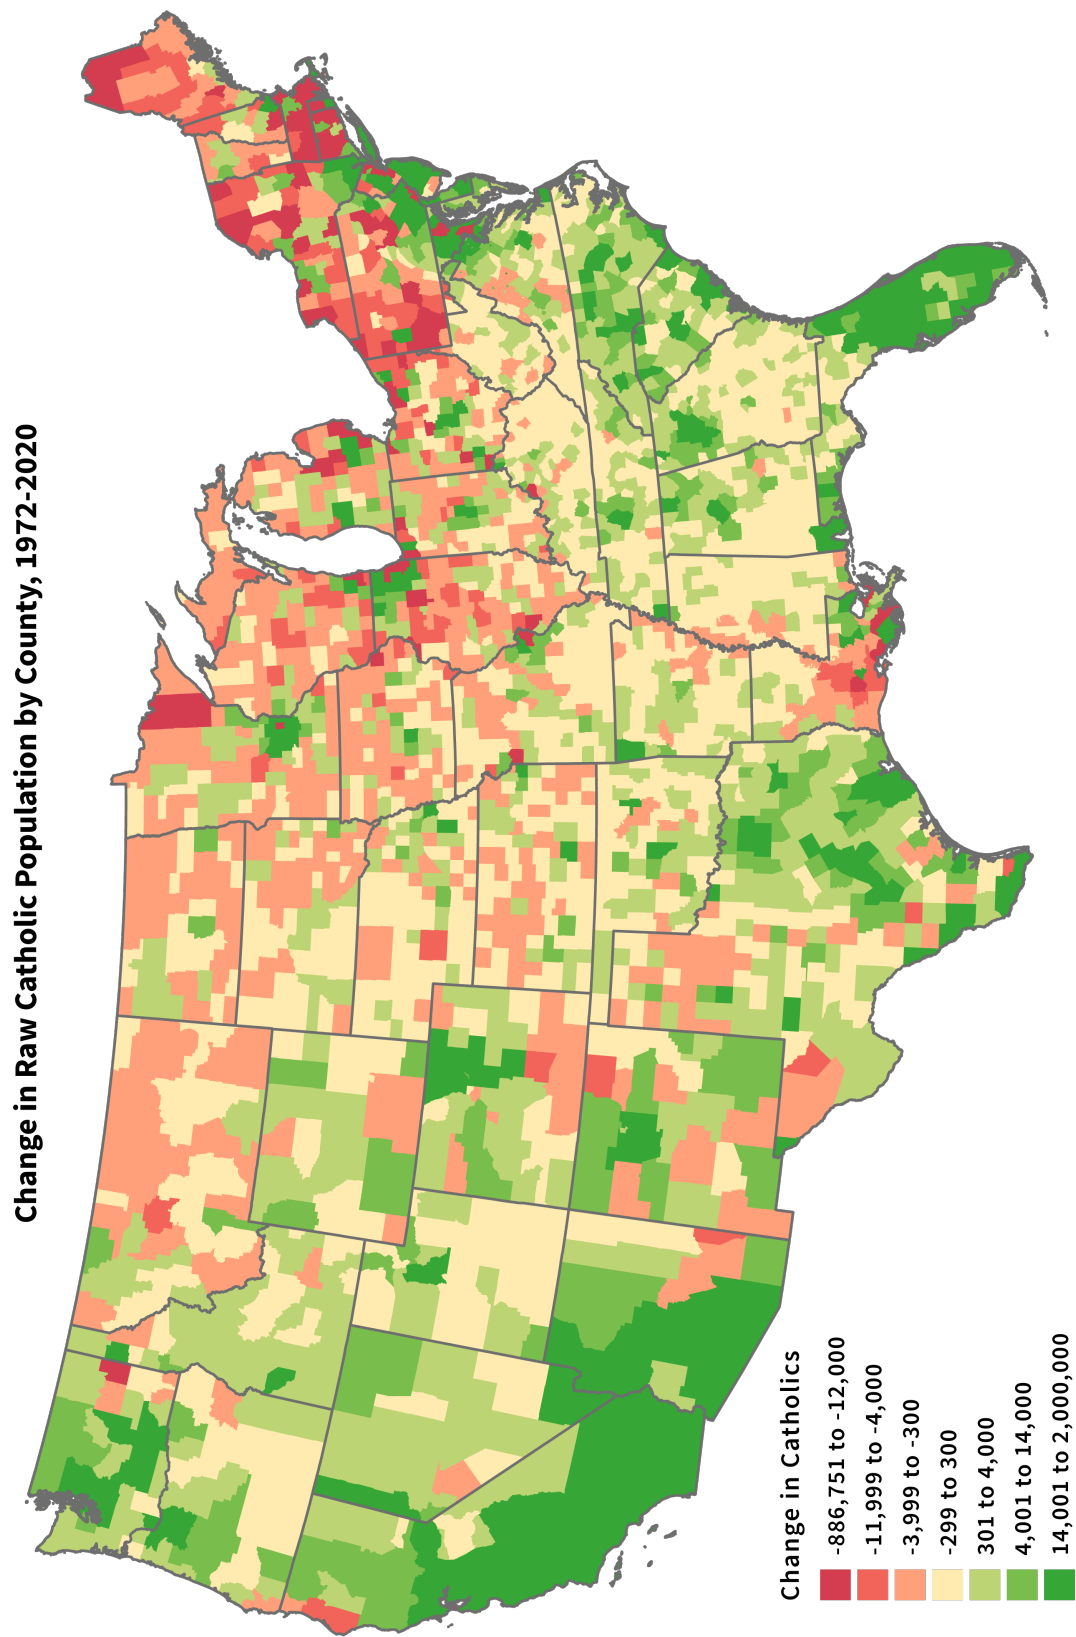 Change in Raw Catholic Population by County, 1972-2020
Change in Catholics
-886,751 to -12,000
-11,999 to -4,000
-3,999 to -300
-299 to 300
301 to 4,000
4,001 to 14,000
14,001 to 2,000,000